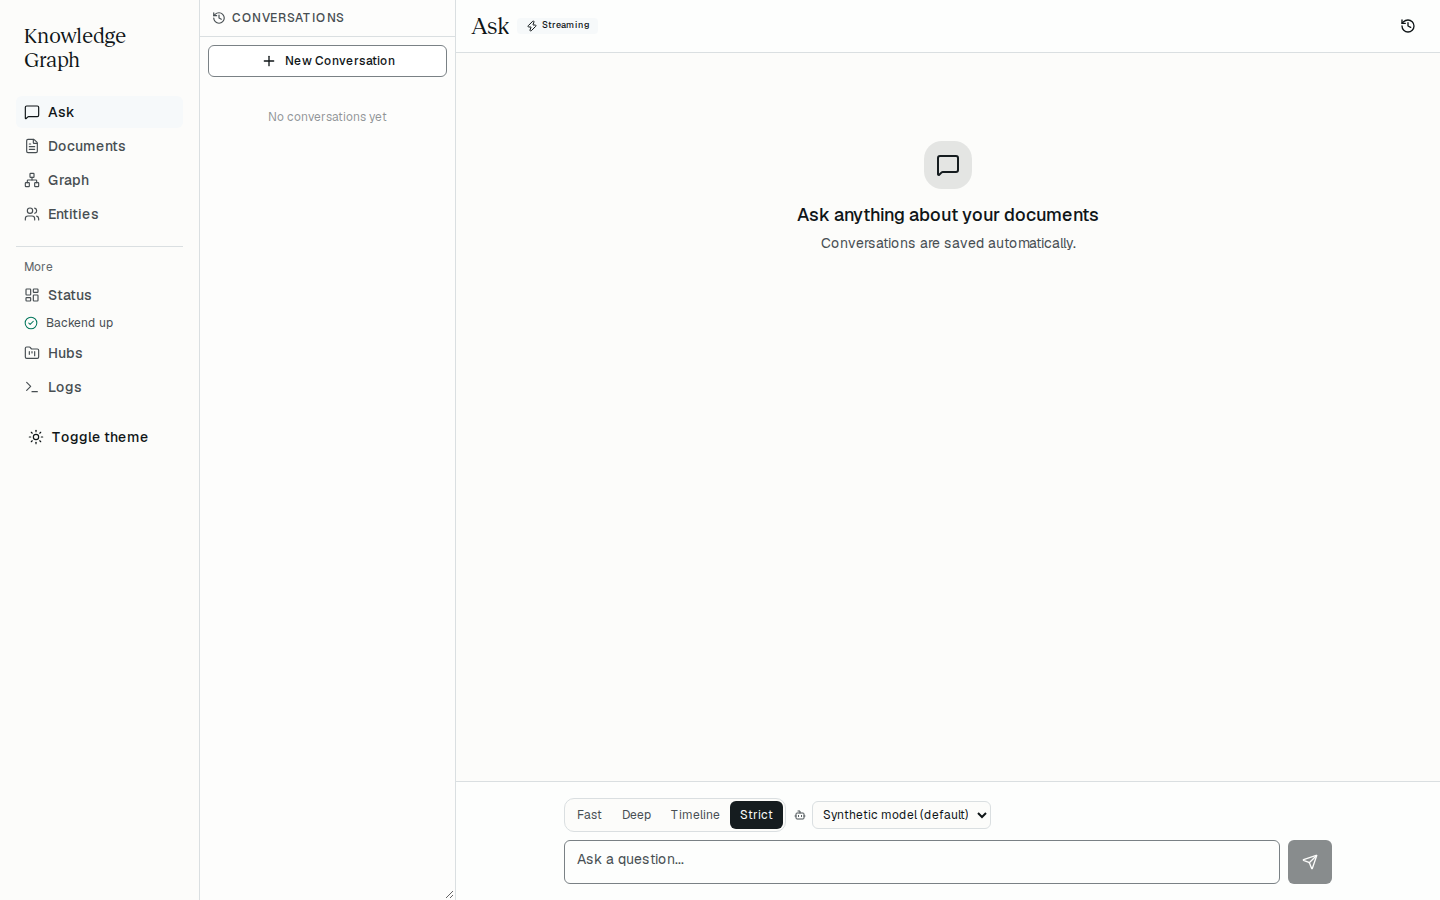 Knowledge
Graph
Ask
Documents
Graph
Entities
More
Status
Backend up
Hubs
Logs
Toggle theme
CONVERSATIONS
New Conversation
No conversations yet
Ask
Streaming
Ask anything about your documents
Conversations are saved automatically.
Fast Deep Timeline Strict Synthetic model (default)
Ask a question...